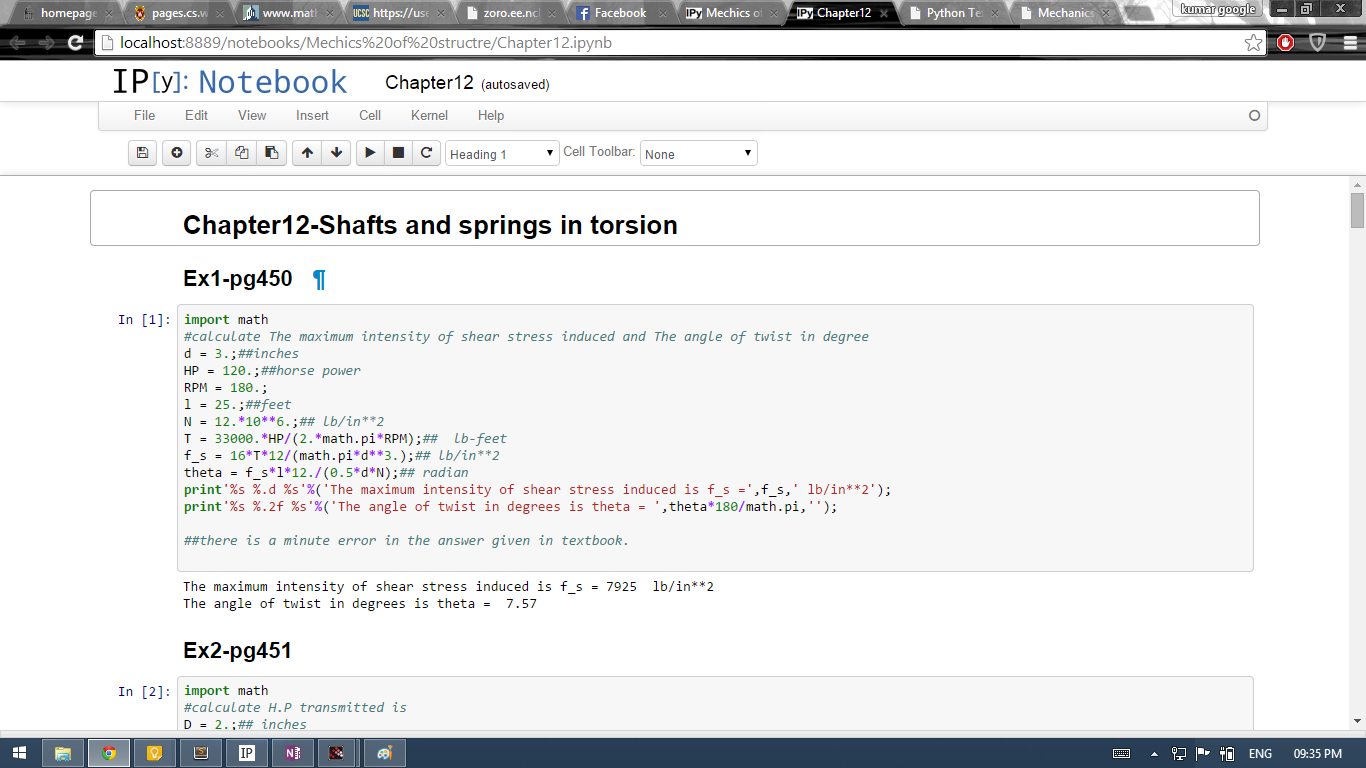 homepage pages.cs.w www.mat https://use zoro.ee.ncl Facebook Mechics of Chapter12 Python Te Mechanics kumar google
localhost:8889/notebooks/Mechics%20of%20structre/Chapter12.ipynb
IP[y]: Notebook Chapter12 (autosaved)
File Edit View Insert Cell Kernel Help
Heading 1 Cell Toolbar: None
Chapter12-Shafts and springs in torsion
Ex1-pg450 ¶
In [1]: import math
#calculate The maximum intensity of shear stress induced and The angle of twist in degree
d = 3.;##inches
HP = 120.;##horse power
RPM = 180.;
l = 25.;##feet
N = 12.*10**6.;## lb/in**2
T = 33000.*HP/(2.*math.pi*RPM);##  lb-feet
f_s = 16*T*12/(math.pi*d**3.);## lb/in**2
theta = f_s*l*12./(0.5*d*N);## radian
print'%s %.d %s'%('The maximum intensity of shear stress induced is f_s =',f_s,' lb/in**2');
print'%s %.2f %s'%('The angle of twist in degrees is theta = ',theta*180/math.pi,'');
##there is a minute error in the answer given in textbook.
The maximum intensity of shear stress induced is f_s = 7925  lb/in**2
The angle of twist in degrees is theta =  7.57
Ex2-pg451
In [2]: import math
#calculate H.P transmitted is
D = 2.;## inches
IP ENG 09:35 PM